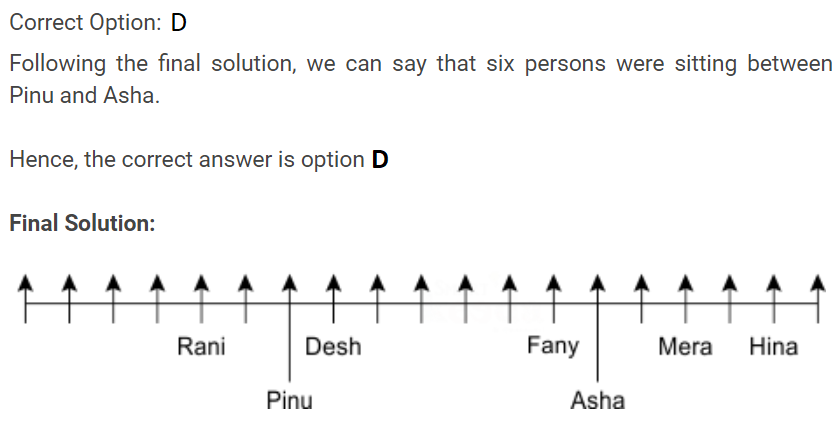 Correct Option: D
Following the final solution, we can say that six persons were sitting between
Pinu and Asha.
Hence, the correct answer is option D
Final Solution:
Rani Desh Fany Mera Hina
Pinu Asha